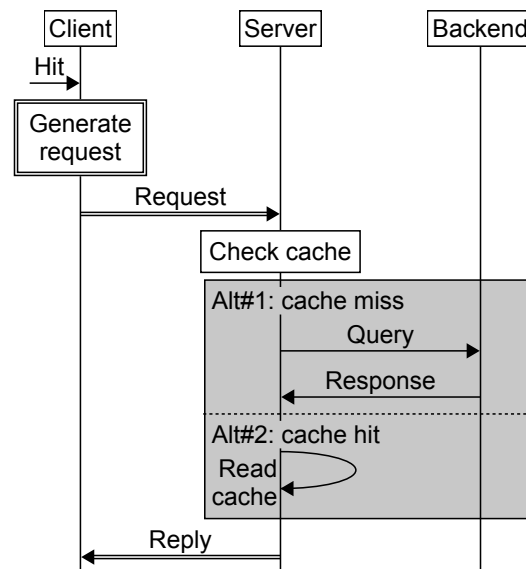 Client
Server
Backend
Hit
Generate
request
Request
Check cache
Alt#1: cache miss
Query
Response
Alt#2: cache hit
Read
cache
Reply